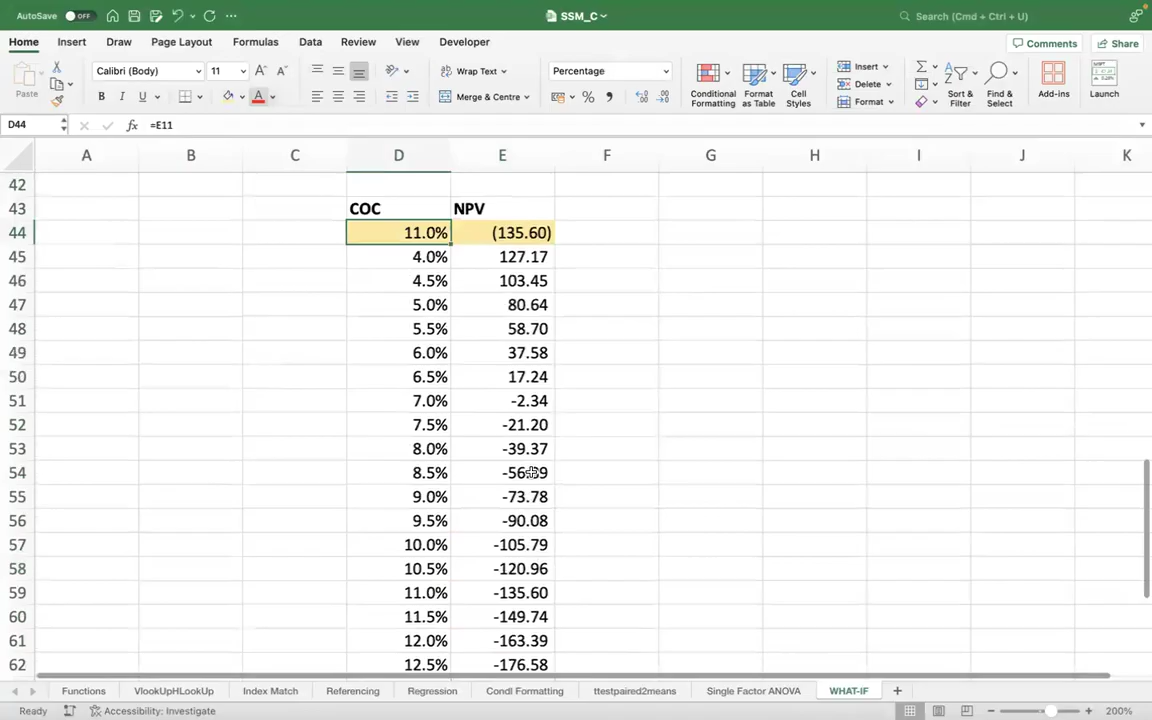 AutoSave OFF SSM_C Search (Cmd + Ctrl + U)
Home Insert Draw Page Layout Formulas Data Review View Developer Comments Share
Paste Calibri (Body) 11 A A Wrap Text Percentage Conditional Formatting Format as Table Cell Styles Insert Sort & Filter Find & Select Add-ins Launch
B I U A Merge & Centre % Delete
Format
D44 fx =E11
A B C D E F G H I J K
42
43 COC NPV
44 11.0% (135.60)
45 4.0% 127.17
46 4.5% 103.45
47 5.0% 80.64
48 5.5% 58.70
49 6.0% 37.58
50 6.5% 17.24
51 7.0% -2.34
52 7.5% -21.20
53 8.0% -39.37
54 8.5%
55 9.0% -73.78
56 9.5% -90.08
57 10.0% -105.79
58 10.5% -120.96
59 11.0% -135.60
60 11.5% -149.74
61 12.0% -163.39
62 12.5% -176.58
Functions VlookUpHLookUp Index Match Referencing Regression Condl Formatting ttestpaired2means Single Factor ANOVA WHAT-IF
Ready Accessibility: Investigate 200%